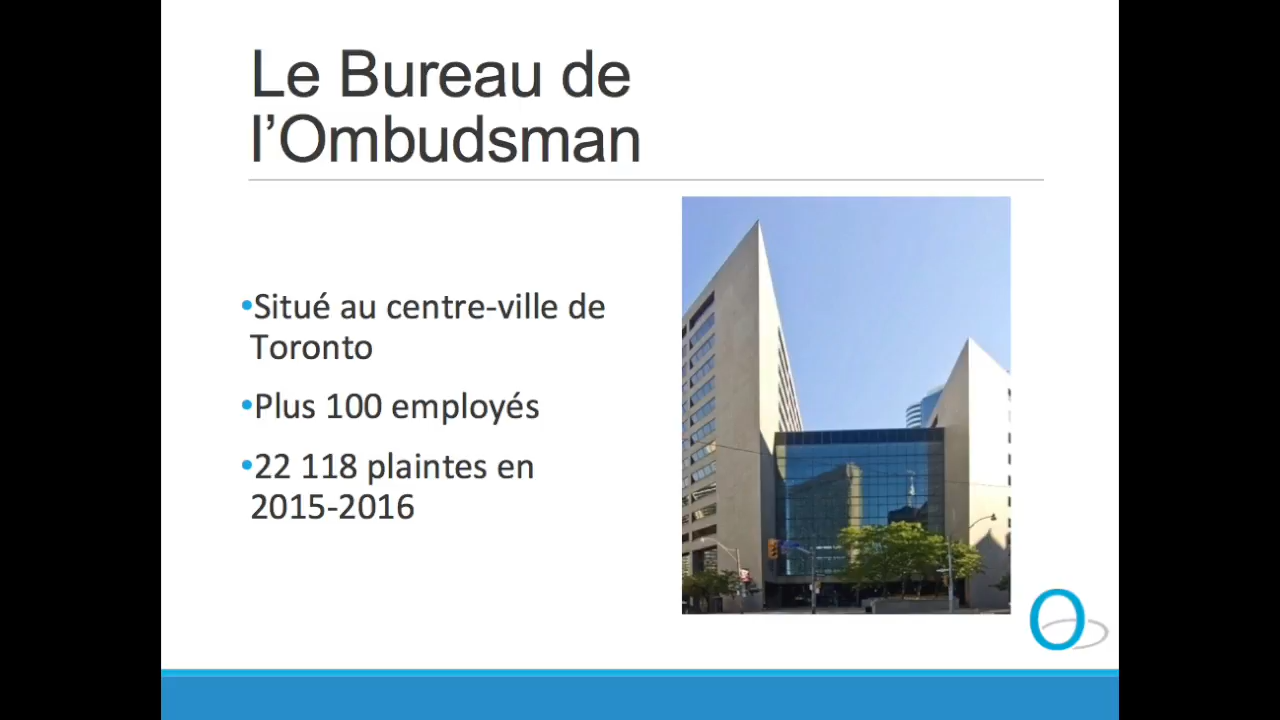 Le Bureau de
l’Ombudsman
•Situé au centre-ville de
Toronto
•Plus 100 employés
•22 118 plaintes en
2015-2016
O